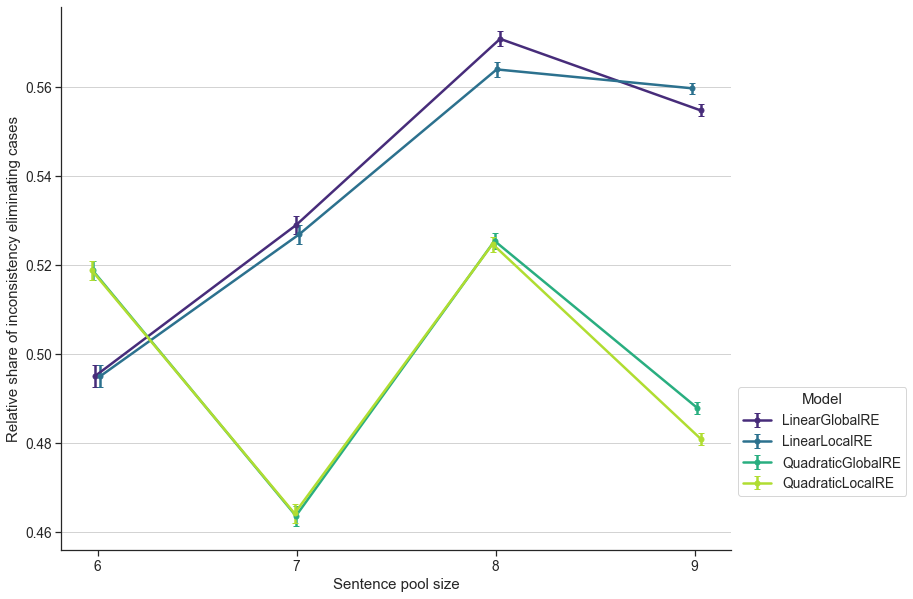 Relative share of inconsistency eliminating cases
0.56
0.54
0.52
0.50
0.48
0.46
6
7
8
9
Sentence pool size
Model
LinearGlobalRE
LinearLocalRE
QuadraticGlobalRE
QuadraticLocalRE